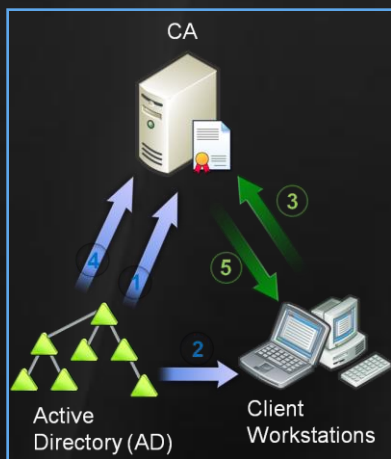 CA
3
4
1
5
2
Active
Directory (AD)
Client
Workstations